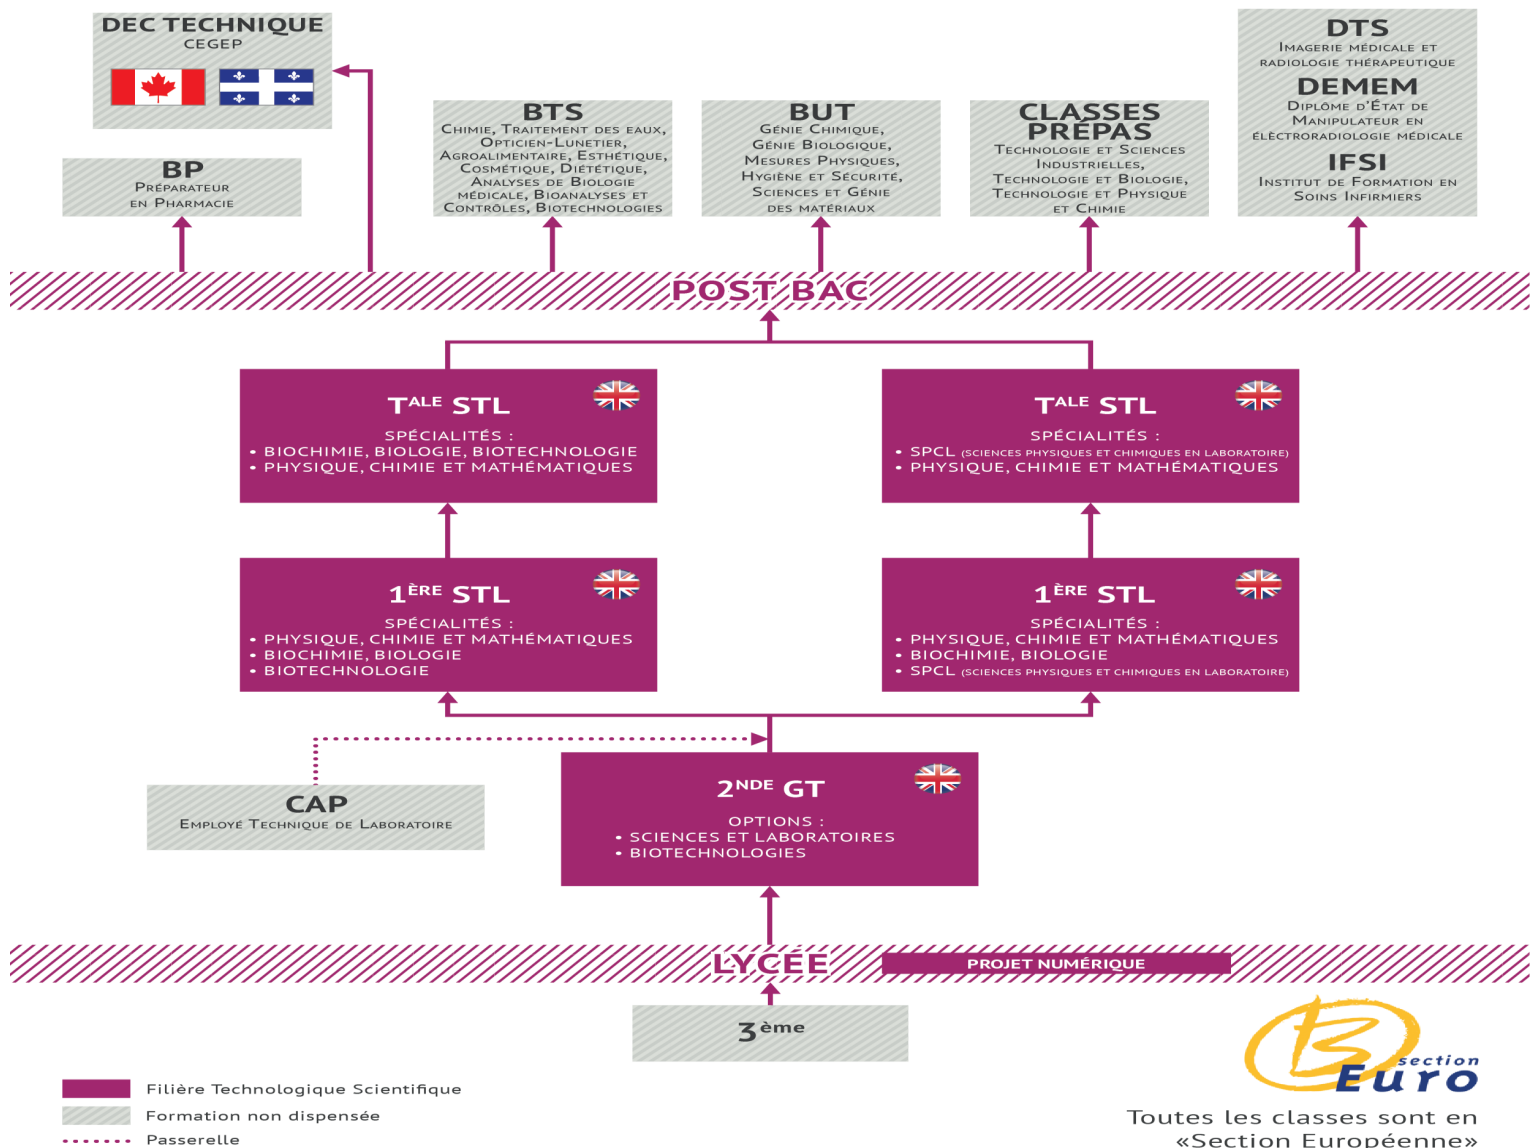 DEC TECHNIQUE
CEGEP
DTS
Imagerie médicale et
radiologie thérapeutique
DEMEM
Diplôme d'État de
Manipulateur en
élèctroradiologie médicale
IFSI
Institut de Formation en
Soins Infirmiers
BP
Préparateur
en Pharmacie
BTS
Chimie, Traitement des eaux,
Opticien-Lunetier,
Agroalimentaire, Esthétique,
Cosmétique, Diététique,
Analyses de Biologie
médicale, Bioanalyses et
Contrôles, Biotechnologies
BUT
Génie Chimique,
Génie Biologique,
Mesures Physiques,
Hygiène et Sécurité,
Sciences et Génie
des matériaux
CLASSES
PRÉPAS
Technologie et Sciences
Industrielles,
Technologie et Biologie,
Technologie et Physique
et Chimie
POST BAC
TALE STL
SPÉCIALITÉS :
• BIOCHIMIE, BIOLOGIE, BIOTECHNOLOGIE
• PHYSIQUE, CHIMIE ET MATHÉMATIQUES
TALE STL
SPÉCIALITÉS :
• SPCL (SCIENCES PHYSIQUES ET CHIMIQUES EN LABORATOIRE)
• PHYSIQUE, CHIMIE ET MATHÉMATIQUES
1ÈRE STL
SPÉCIALITÉS :
• PHYSIQUE, CHIMIE ET MATHÉMATIQUES
• BIOCHIMIE, BIOLOGIE
• BIOTECHNOLOGIE
1ÈRE STL
SPÉCIALITÉS :
• PHYSIQUE, CHIMIE ET MATHÉMATIQUES
• BIOCHIMIE, BIOLOGIE
• SPCL (SCIENCES PHYSIQUES ET CHIMIQUES EN LABORATOIRE)
CAP
Employé Technique de Laboratoire
2NDE GT
OPTIONS :
• SCIENCES ET LABORATOIRES
• BIOTECHNOLOGIES
LYCÉE
PROJET NUMÉRIQUE
3ème
Filière Technologique Scientifique
Formation non dispensée
Passerelle
section
Euro
Toutes les classes sont en
«Section Européenne»